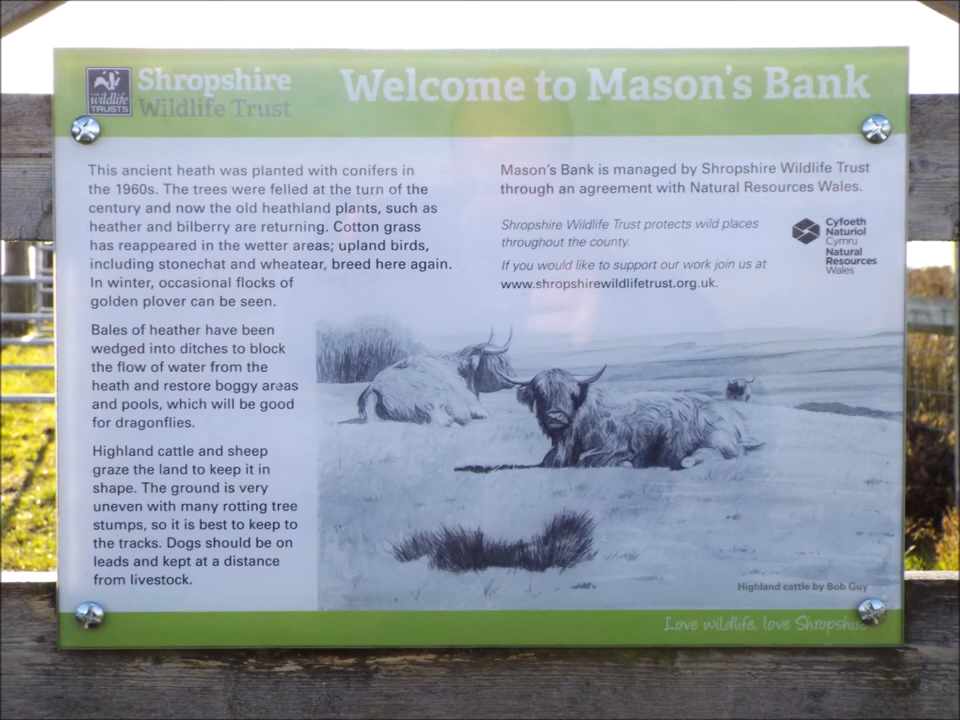 THE
wildlife
TRUSTS
Shropshire
Wildlife Trust
Welcome to Mason's Bank
This ancient heath was planted with conifers in
the 1960s. The trees were felled at the turn of the
century and now the old heathland plants, such as
heather and bilberry are returning. Cotton grass
has reappeared in the wetter areas; upland birds,
including stonechat and wheatear, breed here again.
In winter, occasional flocks of
golden plover can be seen.
Bales of heather have been
wedged into ditches to block
the flow of water from the
heath and restore boggy areas
and pools, which will be good
for dragonflies.
Highland cattle and sheep
graze the land to keep it in
shape. The ground is very
uneven with many rotting tree
stumps, so it is best to keep to
the tracks. Dogs should be on
leads and kept at a distance
from livestock.
Mason's Bank is managed by Shropshire Wildlife Trust
through an agreement with Natural Resources Wales.
Shropshire Wildlife Trust protects wild places
throughout the county.
If you would like to support our work join us at
www.shropshirewildlifetrust.org.uk.
Cyfoeth
Naturiol
Cymru
Natural
Resources
Wales
Highland cattle by Bob Guy
Love wildlife, love Shropshire